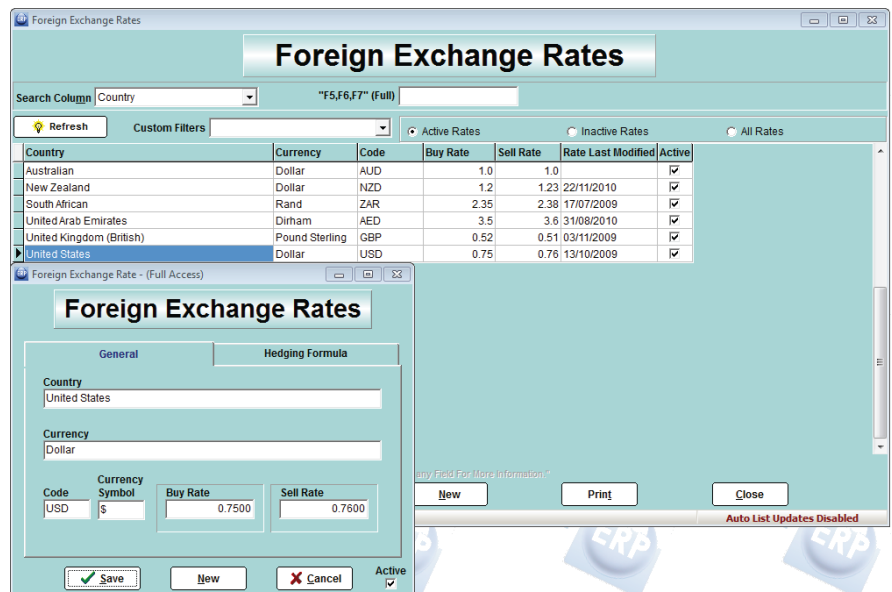 Foreign Exchange Rates
Foreign Exchange Rates
Search Column Country "F5,F6,F7" (Full)
Refresh Custom Filters Active Rates Inactive Rates All Rates
Country Currency Code Buy Rate Sell Rate Rate Last Modified Active
Australian Dollar AUD 1.0 1.0
New Zealand Dollar NZD 1.2 1.23 22/11/2010
South African Rand ZAR 2.35 2.38 17/07/2009
United Arab Emirates Dirham AED 3.5 3.6 31/08/2010
United Kingdom (British) Pound Sterling GBP 0.52 0.51 03/11/2009
United States Dollar USD 0.75 0.76 13/10/2009
Foreign Exchange Rate - (Full Access)
Foreign Exchange Rates
General Hedging Formula
Country
United States
Currency
Dollar
any Field For More Information"
Code Currency Symbol Buy Rate Sell Rate
USD $ 0.7500 0.7600
New Print Close
Auto List Updates Disabled
Save New Cancel Active
ERP ERP